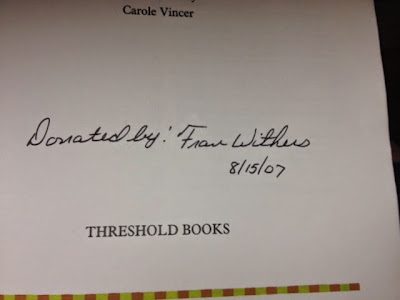 Carole Vincer
Donated by: Fran Withers
8/15/07
THRESHOLD BOOKS